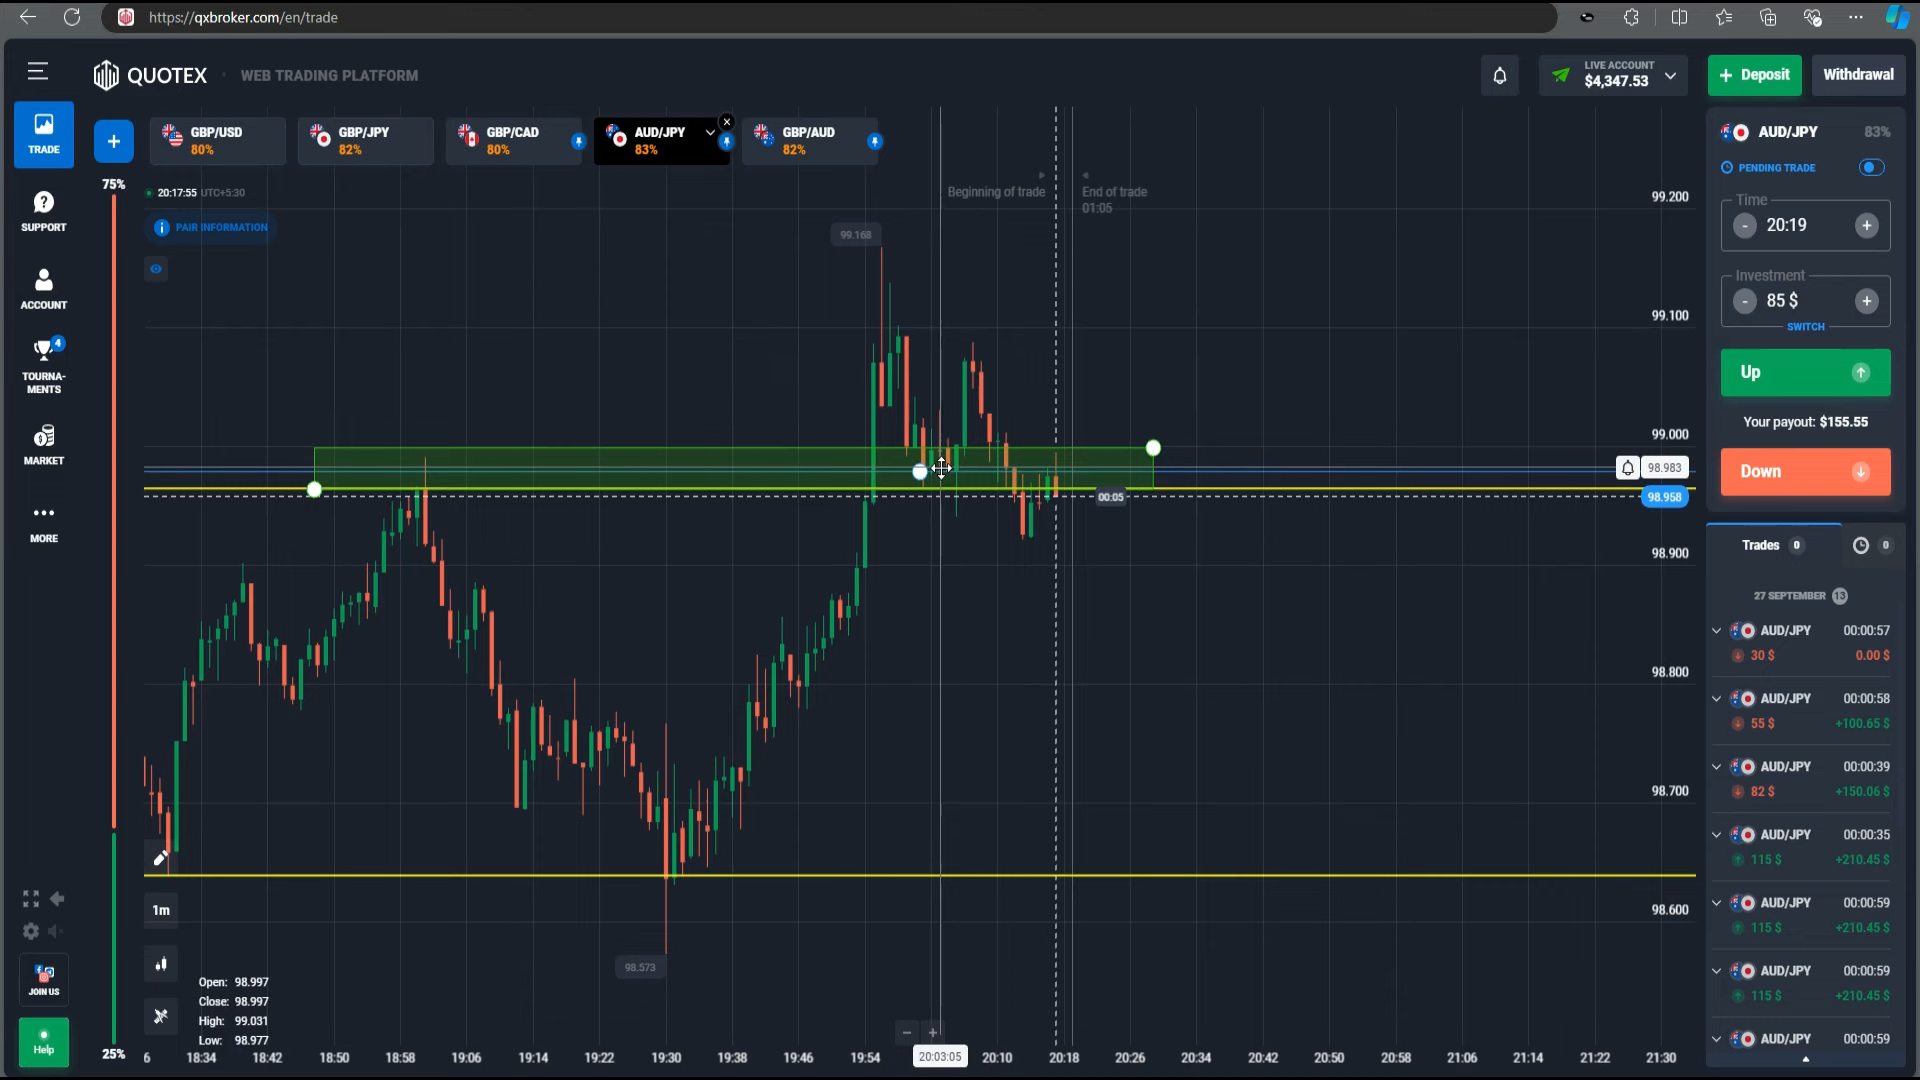 https://qxbroker.com/en/trade
QUOTEX
WEB TRADING PLATFORM
LIVE ACCOUNT
$4,347.53
+ Deposit
Withdrawal
TRADE
SUPPORT
ACCOUNT
4
TOURNA-
MENTS
MARKET
MORE
JOIN US
Help
+
GBP/USD
80%
GBP/JPY
82%
GBP/CAD
80%
AUD/JPY
83%
GBP/AUD
82%
75%
25%
20:17:55 UTC+5:30
PAIR INFORMATION
Beginning of trade
End of trade
01:05
99.168
98.573
00:05
99.200
99.100
99.000
98.983
98.958
98.900
98.800
98.700
98.600
1m
Open: 98.997
Close: 98.997
High: 99.031
Low: 98.977
6 18:34 18:42 18:50 18:58 19:06 19:14 19:22 19:30 19:38 19:46 19:54 20:03:05 20:10 20:18 20:26 20:34 20:42 20:50 20:58 21:06 21:14 21:22 21:30
AUD/JPY 83%
PENDING TRADE
Time
- 20:19 +
Investment
- 85 $ +
SWITCH
Up
Your payout: $155.55
Down
Trades 0
0
27 SEPTEMBER 13
AUD/JPY 00:00:57
30 $ 0.00 $
AUD/JPY 00:00:58
55 $ +100.65 $
AUD/JPY 00:00:39
82 $ +150.06 $
AUD/JPY 00:00:35
115 $ +210.45 $
AUD/JPY 00:00:59
115 $ +210.45 $
AUD/JPY 00:00:59
115 $ +210.45 $
AUD/JPY 00:00:59